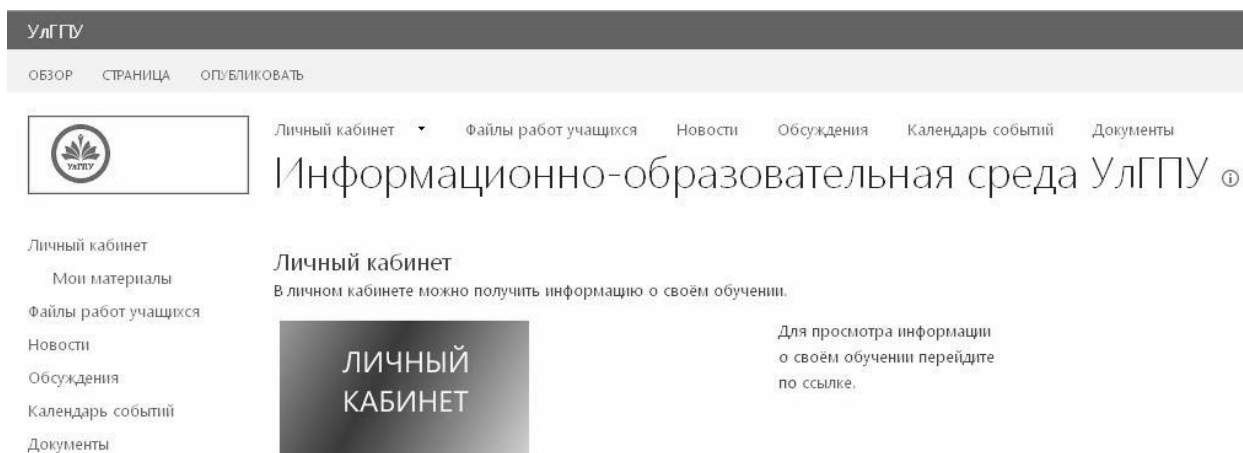 УлГПУ
ОБЗОР СТРАНИЦА ОПУБЛИКОВАТЬ
УлГПУ
Личный кабинет Файлы работ учащихся Новости Обсуждения Календарь событий Документы
Информационно-образовательная среда УлГПУ
Личный кабинет
Мои материалы
Файлы работ учащихся
Новости
Обсуждения
Календарь событий
Документы
Личный кабинет
В личном кабинете можно получить информацию о своём обучении.
ЛИЧНЫЙ
КАБИНЕТ
Для просмотра информации
о своём обучении перейдите
по ссылке.